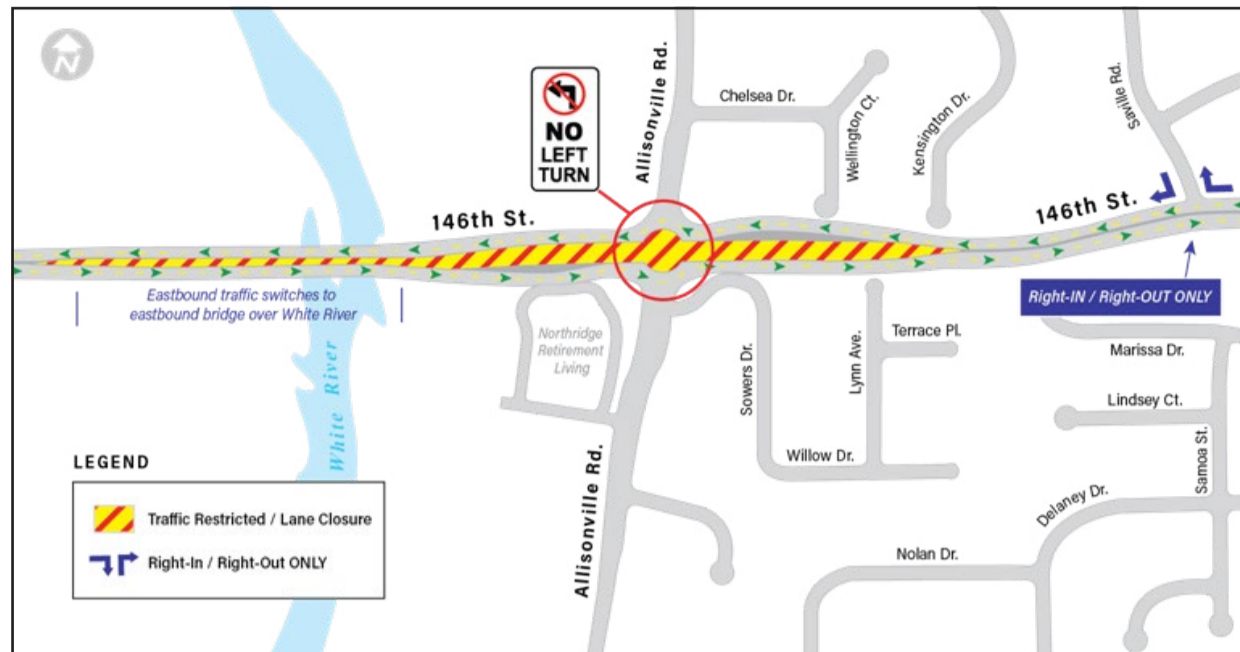 N
NO
LEFT
TURN
Allisonville Rd.
Chelsea Dr.
Wellington Ct.
Kensington Dr.
Saville Rd.
146th St.
146th St.
Eastbound traffic switches to
eastbound bridge over White River
Right-IN / Right-OUT ONLY
Northridge
Retirement
Living
White River
Sowers Dr.
Lynn Ave.
Terrace Pl.
Marissa Dr.
Lindsey Ct.
Samoa St.
Willow Dr.
Allisonville Rd.
Delaney Dr.
Nolan Dr.
LEGEND
Traffic Restricted / Lane Closure
Right-In / Right-Out ONLY